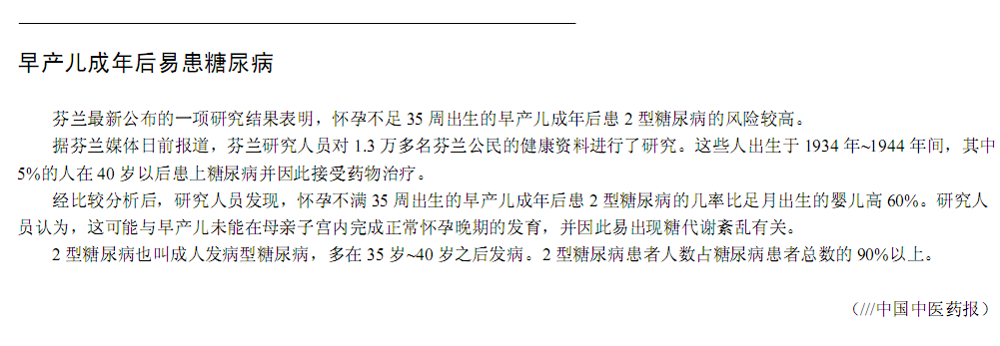 早产儿成年后易患糖尿病
芬兰最新公布的一项研究结果表明，怀孕不足 35 周出生的早产儿成年后患 2 型糖尿病的风险较高。
据芬兰媒体日前报道，芬兰研究人员对 1.3 万多名芬兰公民的健康资料进行了研究。这些人出生于 1934 年~1944 年间，其中
5%的人在 40 岁以后患上糖尿病并因此接受药物治疗。
经比较分析后，研究人员发现，怀孕不满 35 周出生的早产儿成年后患 2 型糖尿病的几率比足月出生的婴儿高 60%。研究人
员认为，这可能与早产儿未能在母亲子宫内完成正常怀孕晚期的发育，并因此易出现糖代谢紊乱有关。
2 型糖尿病也叫成人发病型糖尿病，多在 35 岁~40 岁之后发病。2 型糖尿病患者人数占糖尿病患者总数的 90%以上。
（///中国中医药报）